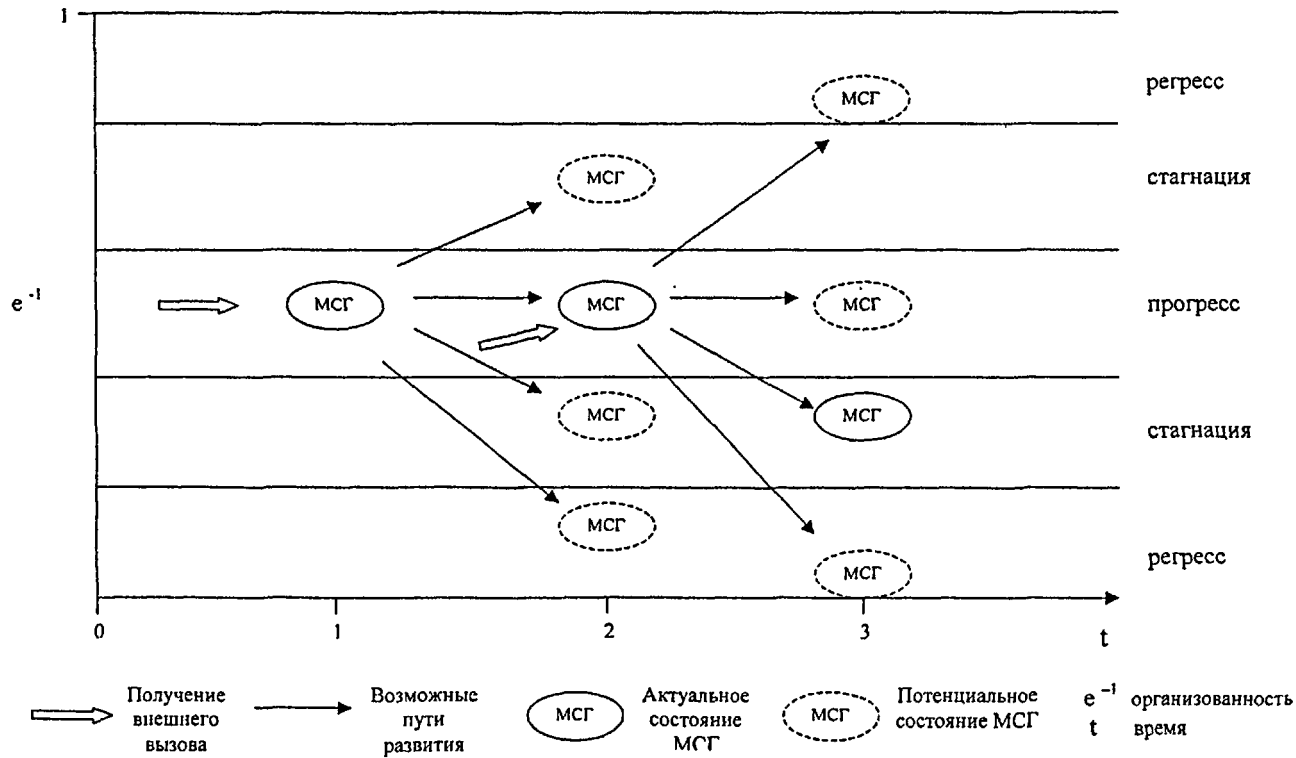 1
МСГ
регресс
МСГ
стагнация
e⁻¹
МСГ
МСГ
МСГ
прогресс
МСГ
МСГ
стагнация
МСГ
МСГ
регресс
0
1
2
3
t
Получение
внешнего
вызова
Возможные
пути
развития
МСГ
Актуальное
состояние
МСГ
МСГ
Потенциальное
состояние МСГ
e⁻¹ организованность
t время